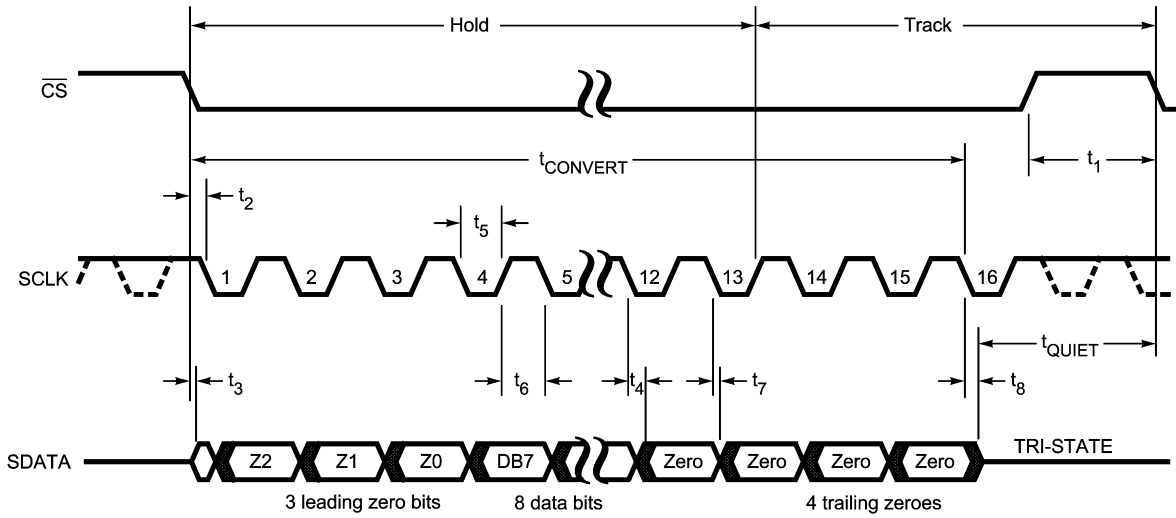 Hold Track
CS
tCONVERT t1
t2
t5
SCLK 1 2 3 4 5 12 13 14 15 16
tQUIET
t3 t6 t4 t7 t8
SDATA Z2 Z1 Z0 DB7 Zero Zero Zero Zero TRI-STATE
3 leading zero bits 8 data bits 4 trailing zeroes